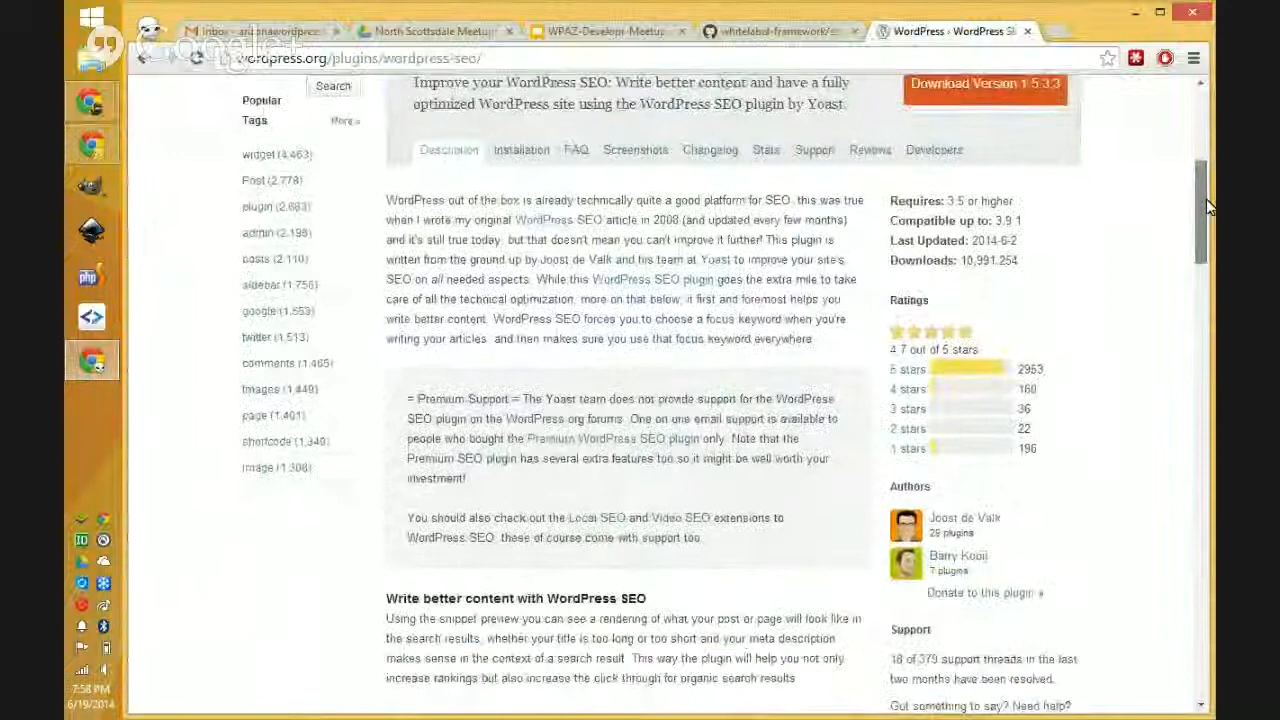 Google+
Inbox - arizonawordpress
North Scottsdale Meetup
WPAZ-Developr-Meetup
whitelabel-framework/
WordPress › WordPress S
wordpress.org/plugins/wordpress-seo/
Search
Popular
Tags
More »
widget (4,463)
Post (2,778)
plugin (2,683)
admin (2,198)
posts (2,110)
sidebar (1,756)
google (1,553)
twitter (1,513)
comments (1,465)
Images (1,449)
page (1,401)
shortcode (1,340)
image (1,308)
Improve your WordPress SEO: Write better content and have a fully
optimized WordPress site using the WordPress SEO plugin by Yoast.
Download Version 1.5.3.3
Description Installation FAQ Screenshots Changelog Stats Support Reviews Developers
WordPress out of the box is already technically quite a good platform for SEO, this was true
when I wrote my original WordPress SEO article in 2008 (and updated every few months)
and it's still true today, but that doesn't mean you can't improve it further! This plugin is
written from the ground up by Joost de Valk and his team at Yoast to improve your site's
SEO on all needed aspects. While this WordPress SEO plugin goes the extra mile to take
care of all the technical optimization, more on that below, it first and foremost helps you
write better content. WordPress SEO forces you to choose a focus keyword when you're
writing your articles, and then makes sure you use that focus keyword everywhere.
= Premium Support = The Yoast team does not provide support for the WordPress
SEO plugin on the WordPress.org forums. One on one email support is available to
people who bought the Premium WordPress SEO plugin only. Note that the
Premium SEO plugin has several extra features too so it might be well worth your
investment!
You should also check out the Local SEO and Video SEO extensions to
WordPress SEO, these of course come with support too.
Write better content with WordPress SEO
Using the snippet preview you can see a rendering of what your post or page will look like in
the search results, whether your title is too long or too short and your meta description
makes sense in the context of a search result. This way the plugin will help you not only
increase rankings but also increase the click through for organic search results.
Requires: 3.5 or higher
Compatible up to: 3.9.1
Last Updated: 2014-6-2
Downloads: 10,991,254
Ratings
4.7 out of 5 stars
5 stars 2953
4 stars 160
3 stars 36
2 stars 22
1 stars 196
Authors
Joost de Valk
29 plugins
Barry Kooij
7 plugins
Donate to this plugin »
Support
18 of 379 support threads in the last
two months have been resolved.
Got something to say? Need help?
php
7:58 PM
6/19/2014